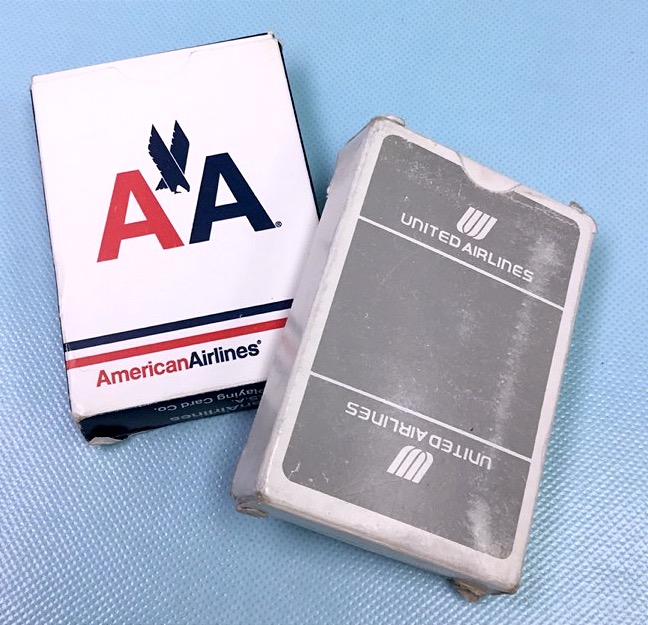 AA®
AmericanAirlines®
Playing Card Co.
UNITED AIRLINES
UNITED AIRLINES